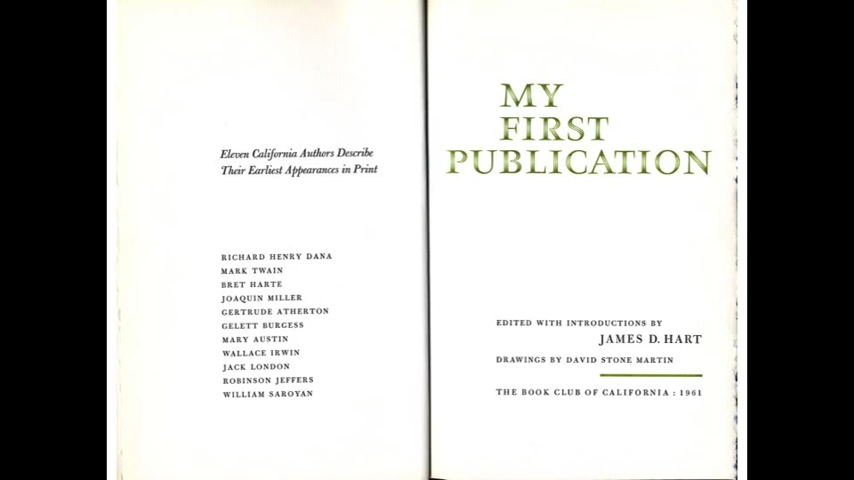 Eleven California Authors Describe
Their Earliest Appearances in Print
RICHARD HENRY DANA
MARK TWAIN
BRET HARTE
JOAQUIN MILLER
GERTRUDE ATHERTON
GELETT BURGESS
MARY AUSTIN
WALLACE IRWIN
JACK LONDON
ROBINSON JEFFERS
WILLIAM SAROYAN
MY
FIRST
PUBLICATION
EDITED WITH INTRODUCTIONS BY
JAMES D. HART
DRAWINGS BY DAVID STONE MARTIN
THE BOOK CLUB OF CALIFORNIA : 1961